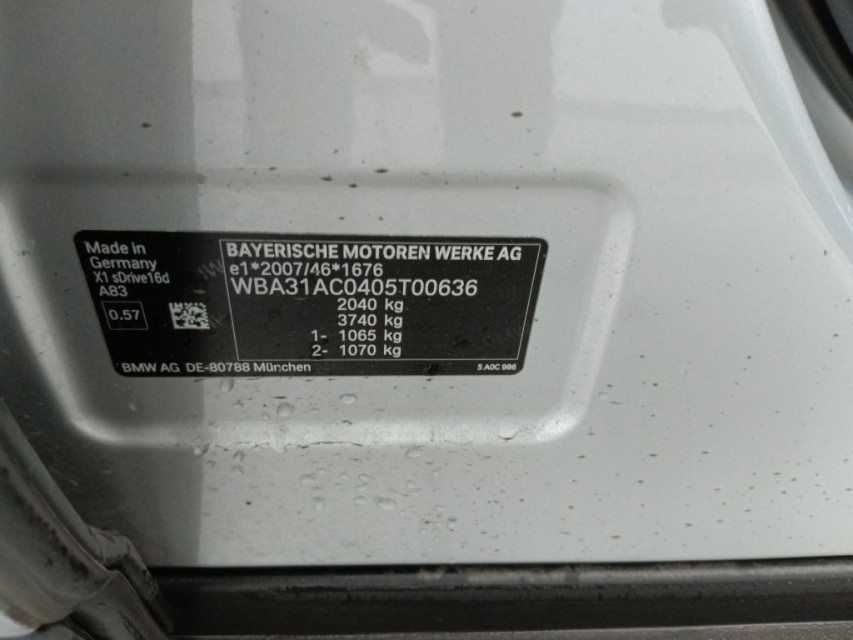 Made in
Germany
X1 sDrive16d
A83
0.57
BAYERISCHE MOTOREN WERKE AG
e1*2007/46*1676
WBA31AC0405T00636
2040 kg
3740 kg
1- 1065 kg
2- 1070 kg
BMW AG DE-80788 München
5 A0C 986